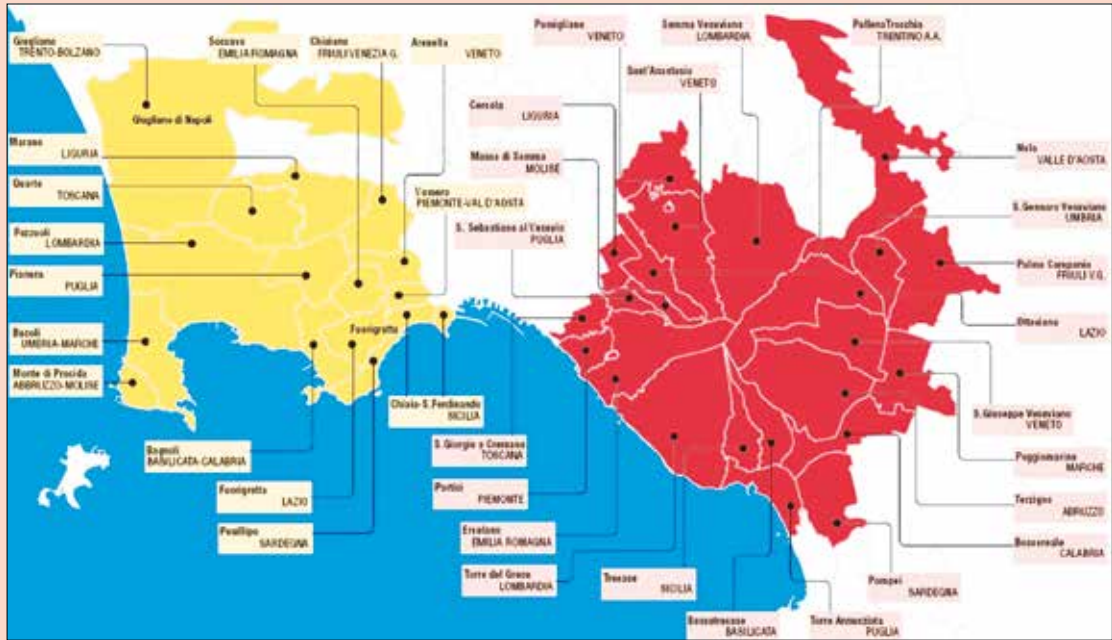 Giugliano
TRENTO-BOLZANO
Soccavo
EMILIA ROMAGNA
Chiaiano
FRIULI VENEZIA G.
Arenella
VENETO
Pomigliano
VENETO
Somma Vesuviana
LOMBARDIA
Pollena Trocchia
TRENTINO A.A.
Sant'Anastasia
VENETO
Giugliano di Napoli
Cercola
LIGURIA
Marano
LIGURIA
Massa di Somma
MOLISE
Nola
VALLE D'AOSTA
Quarto
TOSCANA
Vomero
PIEMONTE-VAL D'AOSTA
S. Gennaro Vesuviano
UMBRIA
Pozzuoli
LOMBARDIA
S. Sebastiano al Vesuvio
PUGLIA
Palma Campania
FRIULI V.G.
Pianura
PUGLIA
Ottaviano
LAZIO
Bacoli
UMBRIA-MARCHE
Fuorigrotta
Monte di Procida
ABBRUZZO-MOLISE
Chiaia-S. Ferdinando
SICILIA
S. Giuseppe Vesuviano
VENETO
Bagnoli
BASILICATA-CALABRIA
S. Giorgio a Cremano
TOSCANA
Poggiomarino
MARCHE
Fuorigrotta
LAZIO
Portici
PIEMONTE
Terzigno
ABRUZZO
Posillipo
SARDEGNA
Ercolano
EMILIA ROMAGNA
Boscoreale
CALABRIA
Torre del Greco
LOMBARDIA
Trecase
SICILIA
Pompei
SARDEGNA
Boscotrecase
BASILICATA
Torre Annunziata
PUGLIA